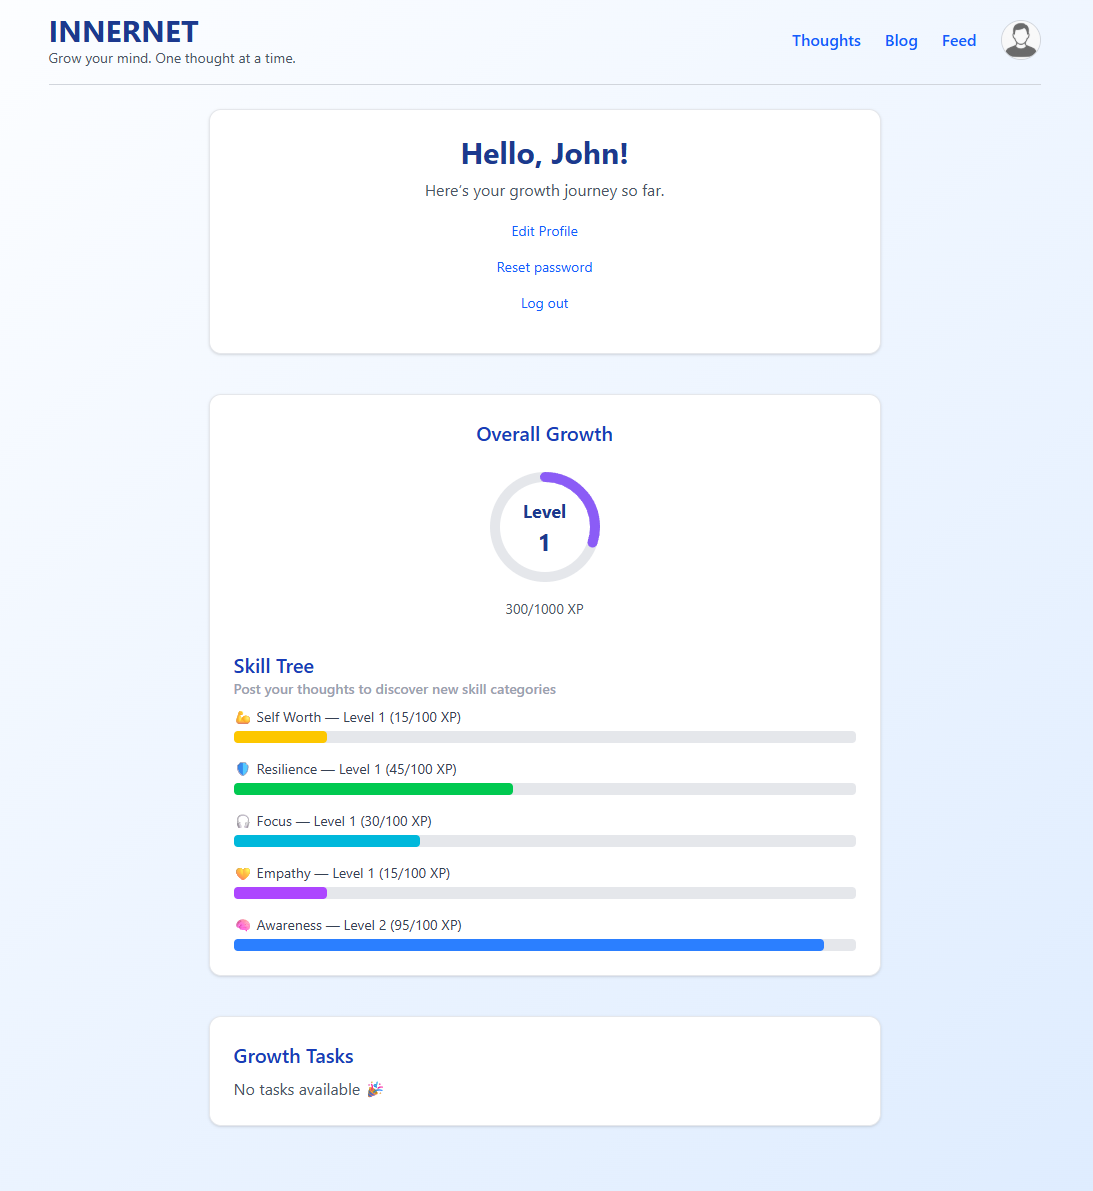 INNERNET
Grow your mind. One thought at a time.
Thoughts Blog Feed
Hello, John!
Here's your growth journey so far.
Edit Profile
Reset password
Log out
Overall Growth
Level
1
300/1000 XP
Skill Tree
Post your thoughts to discover new skill categories
💪 Self Worth — Level 1 (15/100 XP)
🛡️ Resilience — Level 1 (45/100 XP)
🎧 Focus — Level 1 (30/100 XP)
💛 Empathy — Level 1 (15/100 XP)
🧠 Awareness — Level 2 (95/100 XP)
Growth Tasks
No tasks available 🎉